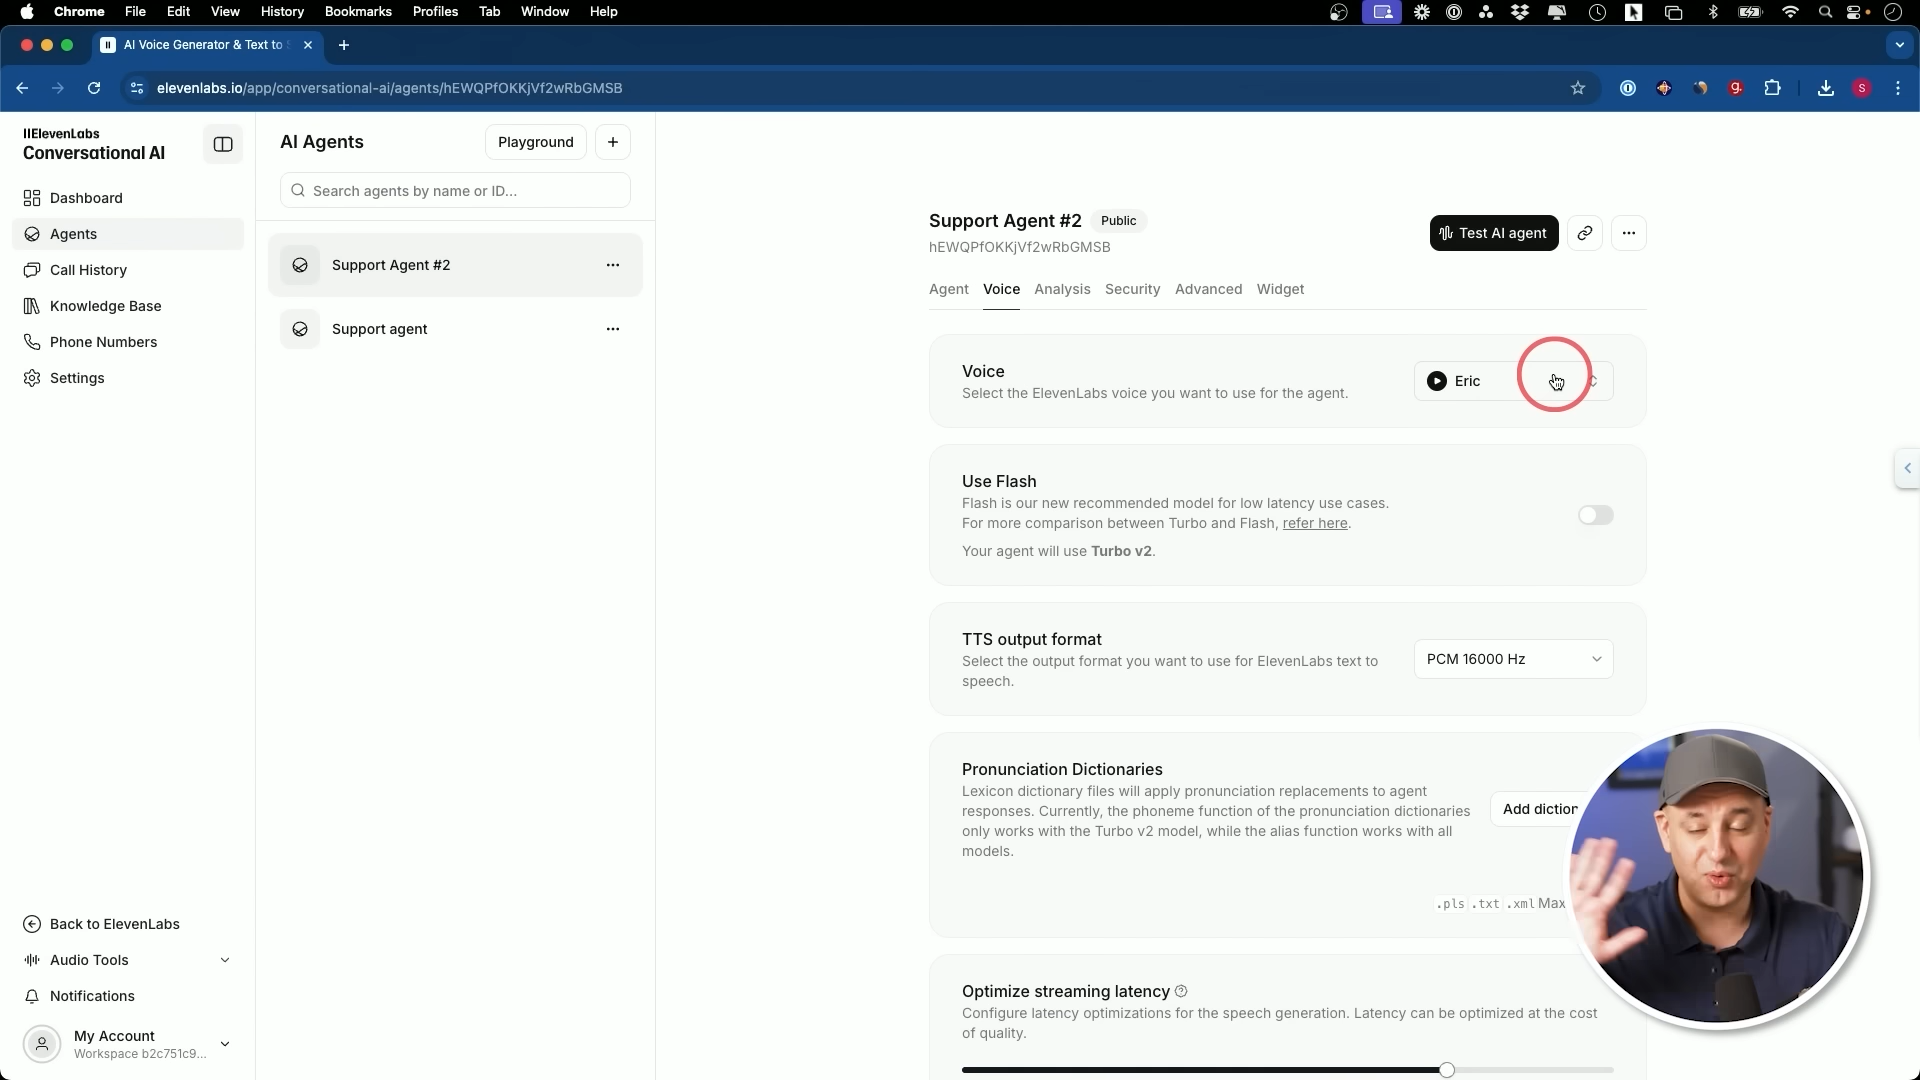 Chrome File Edit View History Bookmarks Profiles Tab Window Help
AI Voice Generator & Text to
elevenlabs.io/app/conversational-ai/agents/hEWQPfOKKjVf2wRbGMSB
S
IIElevenLabs
Conversational AI
Dashboard
Agents
Call History
Knowledge Base
Phone Numbers
Settings
Back to ElevenLabs
Audio Tools
Notifications
My Account
Workspace b2c751c9...
AI Agents
Playground
Search agents by name or ID...
Support Agent #2
Support agent
Support Agent #2 Public
hEWQPfOKKjVf2wRbGMSB
Test AI agent
Agent Voice Analysis Security Advanced Widget
Voice
Select the ElevenLabs voice you want to use for the agent.
Eric
Use Flash
Flash is our new recommended model for low latency use cases.
For more comparison between Turbo and Flash, refer here.
Your agent will use Turbo v2.
TTS output format
Select the output format you want to use for ElevenLabs text to
speech.
PCM 16000 Hz
Pronunciation Dictionaries
Lexicon dictionary files will apply pronunciation replacements to agent
responses. Currently, the phoneme function of the pronunciation dictionaries
only works with the Turbo v2 model, while the alias function works with all
models.
Add diction
.pls .txt .xml Max
Optimize streaming latency
Configure latency optimizations for the speech generation. Latency can be optimized at the cost
of quality.